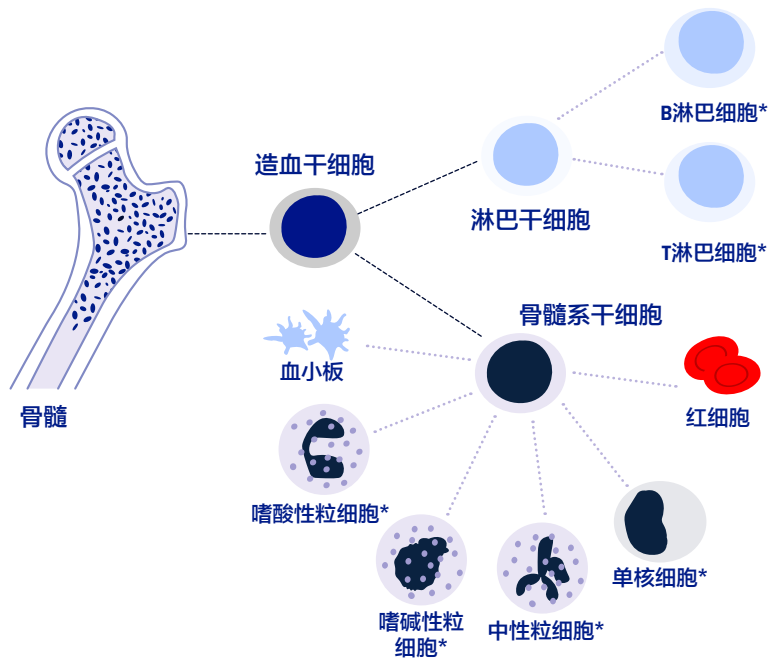 B淋巴细胞*
造血干细胞
淋巴干细胞
T淋巴细胞*
骨髓系干细胞
血小板
骨髓
红细胞
嗜酸性粒细胞*
单核细胞*
嗜碱性粒
细胞*
中性粒细胞*